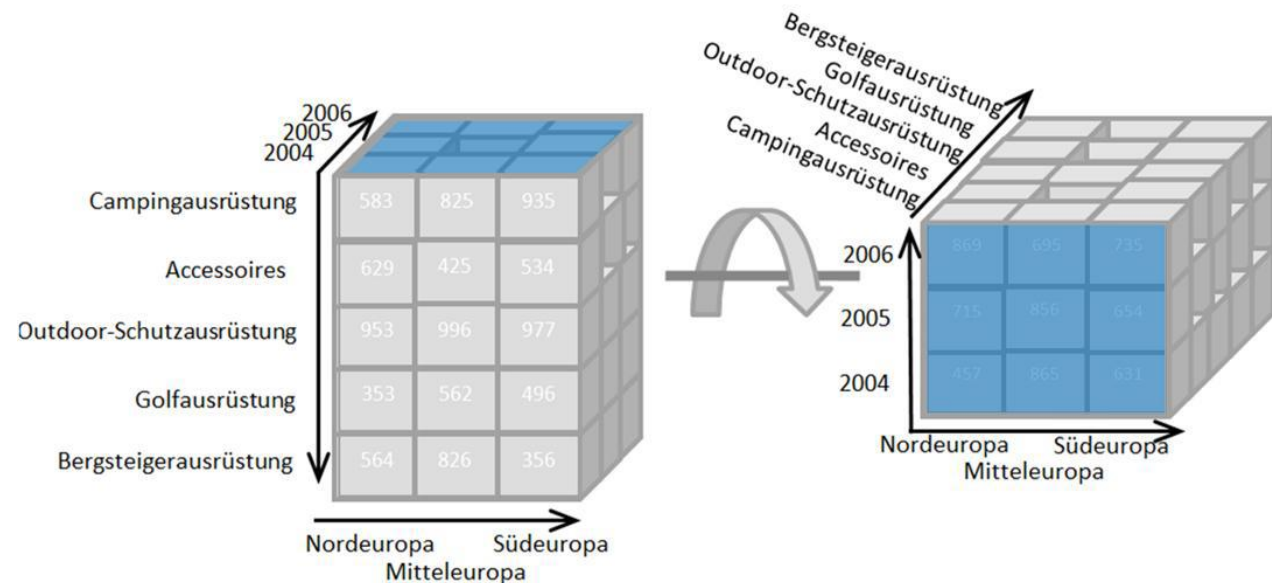 2006
2005
2004
Campingausrüstung
583 825 935
Accessoires
629 425 534
Outdoor-Schutzausrüstung
953 996 977
Golfausrüstung
353 562 496
Bergsteigerausrüstung
564 826 356
Nordeuropa Südeuropa
Mitteleuropa
Bergsteigerausrüstung
Golfausrüstung
Outdoor-Schutzausrüstung
Accessoires
Campingausrüstung
2006
869 695 735
2005
715 856 654
2004
457 865 631
Nordeuropa Südeuropa
Mitteleuropa